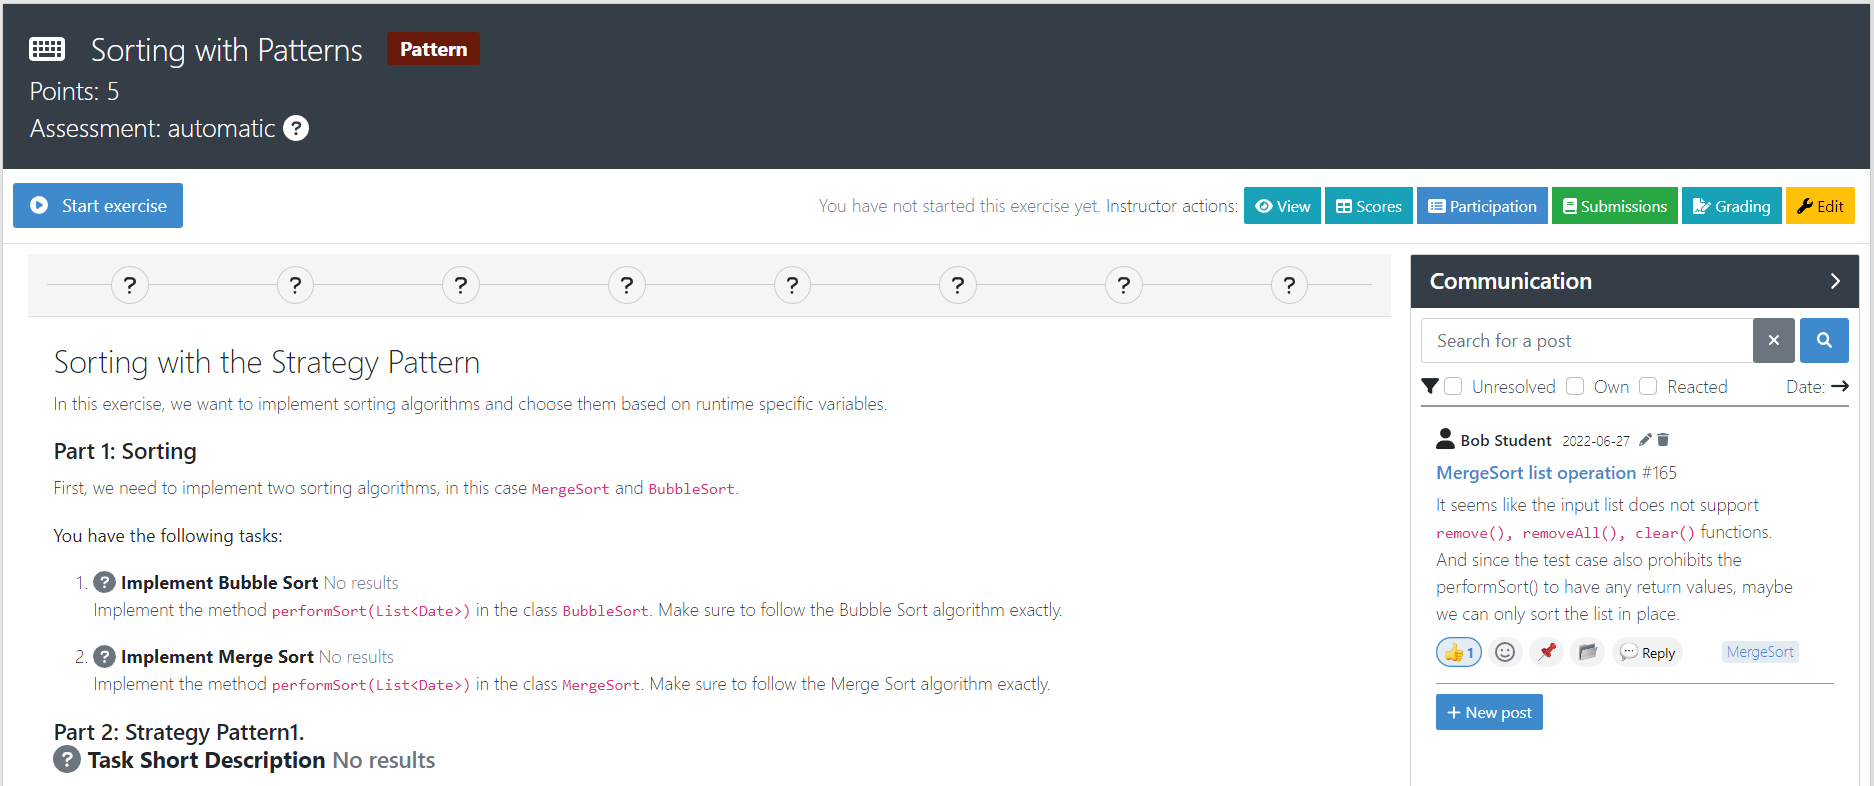 Sorting with Patterns Pattern
Points: 5
Assessment: automatic ?
Start exercise
You have not started this exercise yet. Instructor actions: View Scores Participation Submissions Grading Edit
? ? ? ? ? ? ? ?
Sorting with the Strategy Pattern
In this exercise, we want to implement sorting algorithms and choose them based on runtime specific variables.
Part 1: Sorting
First, we need to implement two sorting algorithms, in this case MergeSort and BubbleSort.
You have the following tasks:
1. ? Implement Bubble Sort No results
Implement the method performSort(List<Date>) in the class BubbleSort. Make sure to follow the Bubble Sort algorithm exactly.
2. ? Implement Merge Sort No results
Implement the method performSort(List<Date>) in the class MergeSort. Make sure to follow the Merge Sort algorithm exactly.
Part 2: Strategy Pattern1.
? Task Short Description No results
Communication
Search for a post
Unresolved Own Reacted Date:
Bob Student 2022-06-27
MergeSort list operation #165
It seems like the input list does not support
remove(), removeAll(), clear() functions.
And since the test case also prohibits the
performSort() to have any return values, maybe
we can only sort the list in place.
👍 1 Reply MergeSort
+ New post